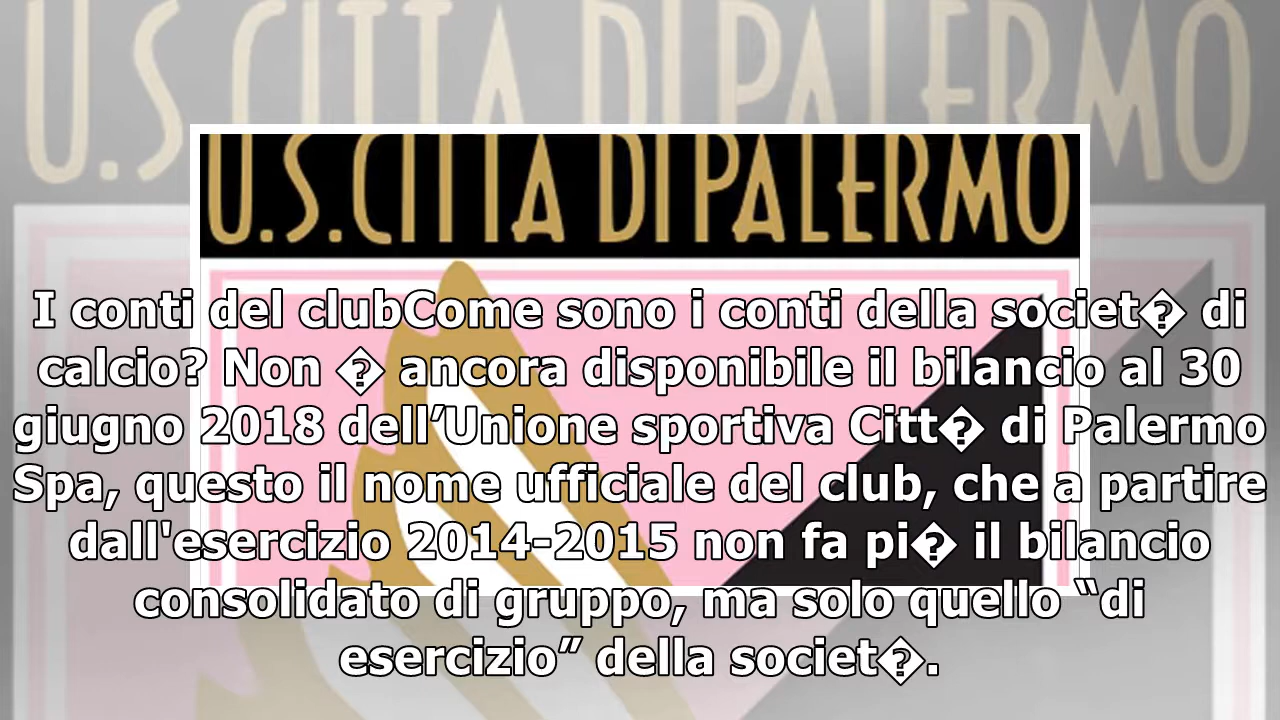 U.S.CITTA DI PALERMO
U.S.CITTA DI PALERMO
I conti del clubCome sono i conti della societ� di
calcio? Non � ancora disponibile il bilancio al 30
giugno 2018 dell’Unione sportiva Citt� di Palermo
Spa, questo il nome ufficiale del club, che a partire
dall'esercizio 2014-2015 non fa pi� il bilancio
consolidato di gruppo, ma solo quello “di
esercizio” della societ�.